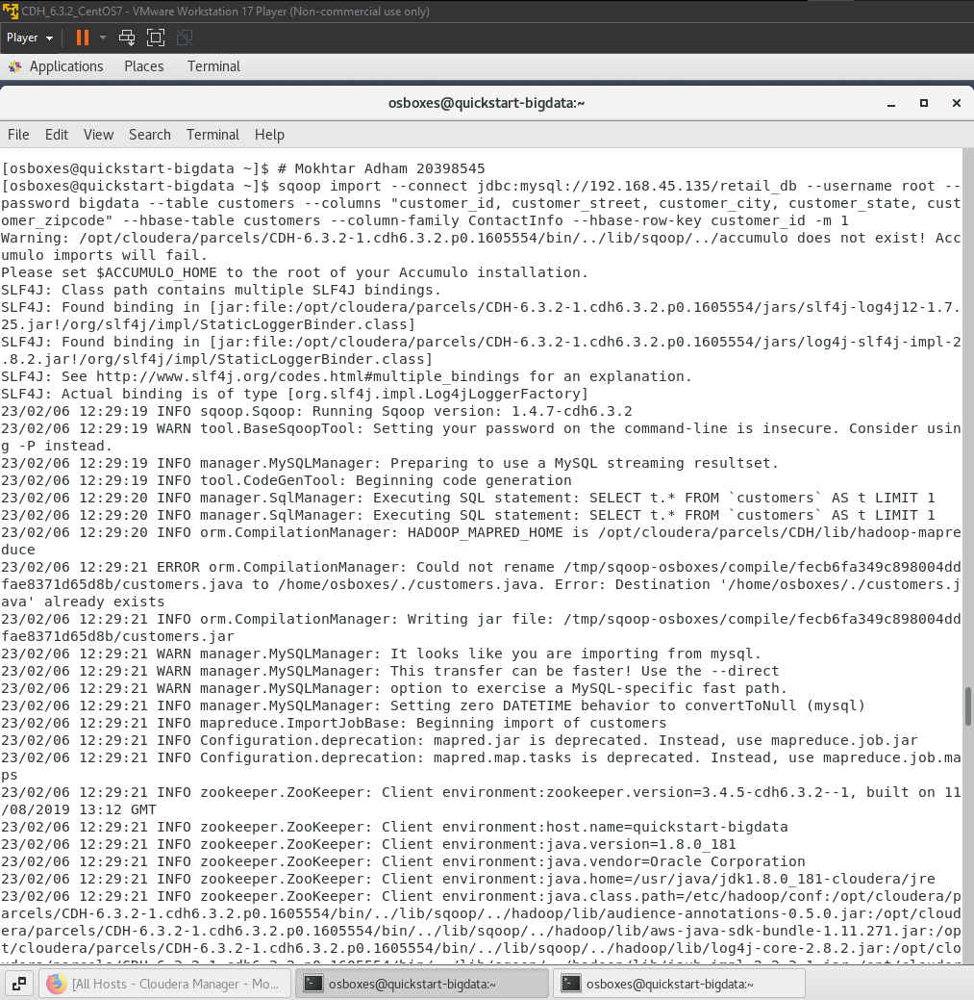 CDH_6.3.2_CentOS7 - VMware Workstation 17 Player (Non-commercial use only)
Player
Applications Places Terminal
osboxes@quickstart-bigdata:~
File Edit View Search Terminal Help
[osboxes@quickstart-bigdata ~]$ # Mokhtar Adham 20398545
[osboxes@quickstart-bigdata ~]$ sqoop import --connect jdbc:mysql://192.168.45.135/retail_db --username root --
password bigdata --table customers --columns "customer_id, customer_street, customer_city, customer_state, cust
omer_zipcode" --hbase-table customers --column-family ContactInfo --hbase-row-key customer_id -m 1
Warning: /opt/cloudera/parcels/CDH-6.3.2-1.cdh6.3.2.p0.1605554/bin/../lib/sqoop/../accumulo does not exist! Acc
umulo imports will fail.
Please set $ACCUMULO_HOME to the root of your Accumulo installation.
SLF4J: Class path contains multiple SLF4J bindings.
SLF4J: Found binding in [jar:file:/opt/cloudera/parcels/CDH-6.3.2-1.cdh6.3.2.p0.1605554/jars/slf4j-log4j12-1.7.
25.jar!/org/slf4j/impl/StaticLoggerBinder.class]
SLF4J: Found binding in [jar:file:/opt/cloudera/parcels/CDH-6.3.2-1.cdh6.3.2.p0.1605554/jars/log4j-slf4j-impl-2
.8.2.jar!/org/slf4j/impl/StaticLoggerBinder.class]
SLF4J: See http://www.slf4j.org/codes.html#multiple_bindings for an explanation.
SLF4J: Actual binding is of type [org.slf4j.impl.Log4jLoggerFactory]
23/02/06 12:29:19 INFO sqoop.Sqoop: Running Sqoop version: 1.4.7-cdh6.3.2
23/02/06 12:29:19 WARN tool.BaseSqoopTool: Setting your password on the command-line is insecure. Consider usin
g -P instead.
23/02/06 12:29:19 INFO manager.MySQLManager: Preparing to use a MySQL streaming resultset.
23/02/06 12:29:19 INFO tool.CodeGenTool: Beginning code generation
23/02/06 12:29:20 INFO manager.SqlManager: Executing SQL statement: SELECT t.* FROM `customers` AS t LIMIT 1
23/02/06 12:29:20 INFO manager.SqlManager: Executing SQL statement: SELECT t.* FROM `customers` AS t LIMIT 1
23/02/06 12:29:20 INFO orm.CompilationManager: HADOOP_MAPRED_HOME is /opt/cloudera/parcels/CDH/lib/hadoop-mapre
duce
23/02/06 12:29:21 ERROR orm.CompilationManager: Could not rename /tmp/sqoop-osboxes/compile/fecb6fa349c898004dd
fae8371d65d8b/customers.java to /home/osboxes/./customers.java. Error: Destination '/home/osboxes/./customers.j
ava' already exists
23/02/06 12:29:21 INFO orm.CompilationManager: Writing jar file: /tmp/sqoop-osboxes/compile/fecb6fa349c898004dd
fae8371d65d8b/customers.jar
23/02/06 12:29:21 WARN manager.MySQLManager: It looks like you are importing from mysql.
23/02/06 12:29:21 WARN manager.MySQLManager: This transfer can be faster! Use the --direct
23/02/06 12:29:21 WARN manager.MySQLManager: option to exercise a MySQL-specific fast path.
23/02/06 12:29:21 INFO manager.MySQLManager: Setting zero DATETIME behavior to convertToNull (mysql)
23/02/06 12:29:21 INFO mapreduce.ImportJobBase: Beginning import of customers
23/02/06 12:29:21 INFO Configuration.deprecation: mapred.jar is deprecated. Instead, use mapreduce.job.jar
23/02/06 12:29:21 INFO Configuration.deprecation: mapred.map.tasks is deprecated. Instead, use mapreduce.job.ma
ps
23/02/06 12:29:21 INFO zookeeper.ZooKeeper: Client environment:zookeeper.version=3.4.5-cdh6.3.2--1, built on 11
/08/2019 13:12 GMT
23/02/06 12:29:21 INFO zookeeper.ZooKeeper: Client environment:host.name=quickstart-bigdata
23/02/06 12:29:21 INFO zookeeper.ZooKeeper: Client environment:java.version=1.8.0_181
23/02/06 12:29:21 INFO zookeeper.ZooKeeper: Client environment:java.vendor=Oracle Corporation
23/02/06 12:29:21 INFO zookeeper.ZooKeeper: Client environment:java.home=/usr/java/jdk1.8.0_181-cloudera/jre
23/02/06 12:29:21 INFO zookeeper.ZooKeeper: Client environment:java.class.path=/etc/hadoop/conf:/opt/cloudera/p
arcels/CDH-6.3.2-1.cdh6.3.2.p0.1605554/bin/../lib/sqoop/../hadoop/lib/audience-annotations-0.5.0.jar:/opt/cloud
era/parcels/CDH-6.3.2-1.cdh6.3.2.p0.1605554/bin/../lib/sqoop/../hadoop/lib/aws-java-sdk-bundle-1.11.271.jar:/op
t/cloudera/parcels/CDH-6.3.2-1.cdh6.3.2.p0.1605554/bin/../lib/sqoop/../hadoop/lib/log4j-core-2.8.2.jar:/opt/clo
[All Hosts - Cloudera Manager - Mo... osboxes@quickstart-bigdata:~ osboxes@quickstart-bigdata:~